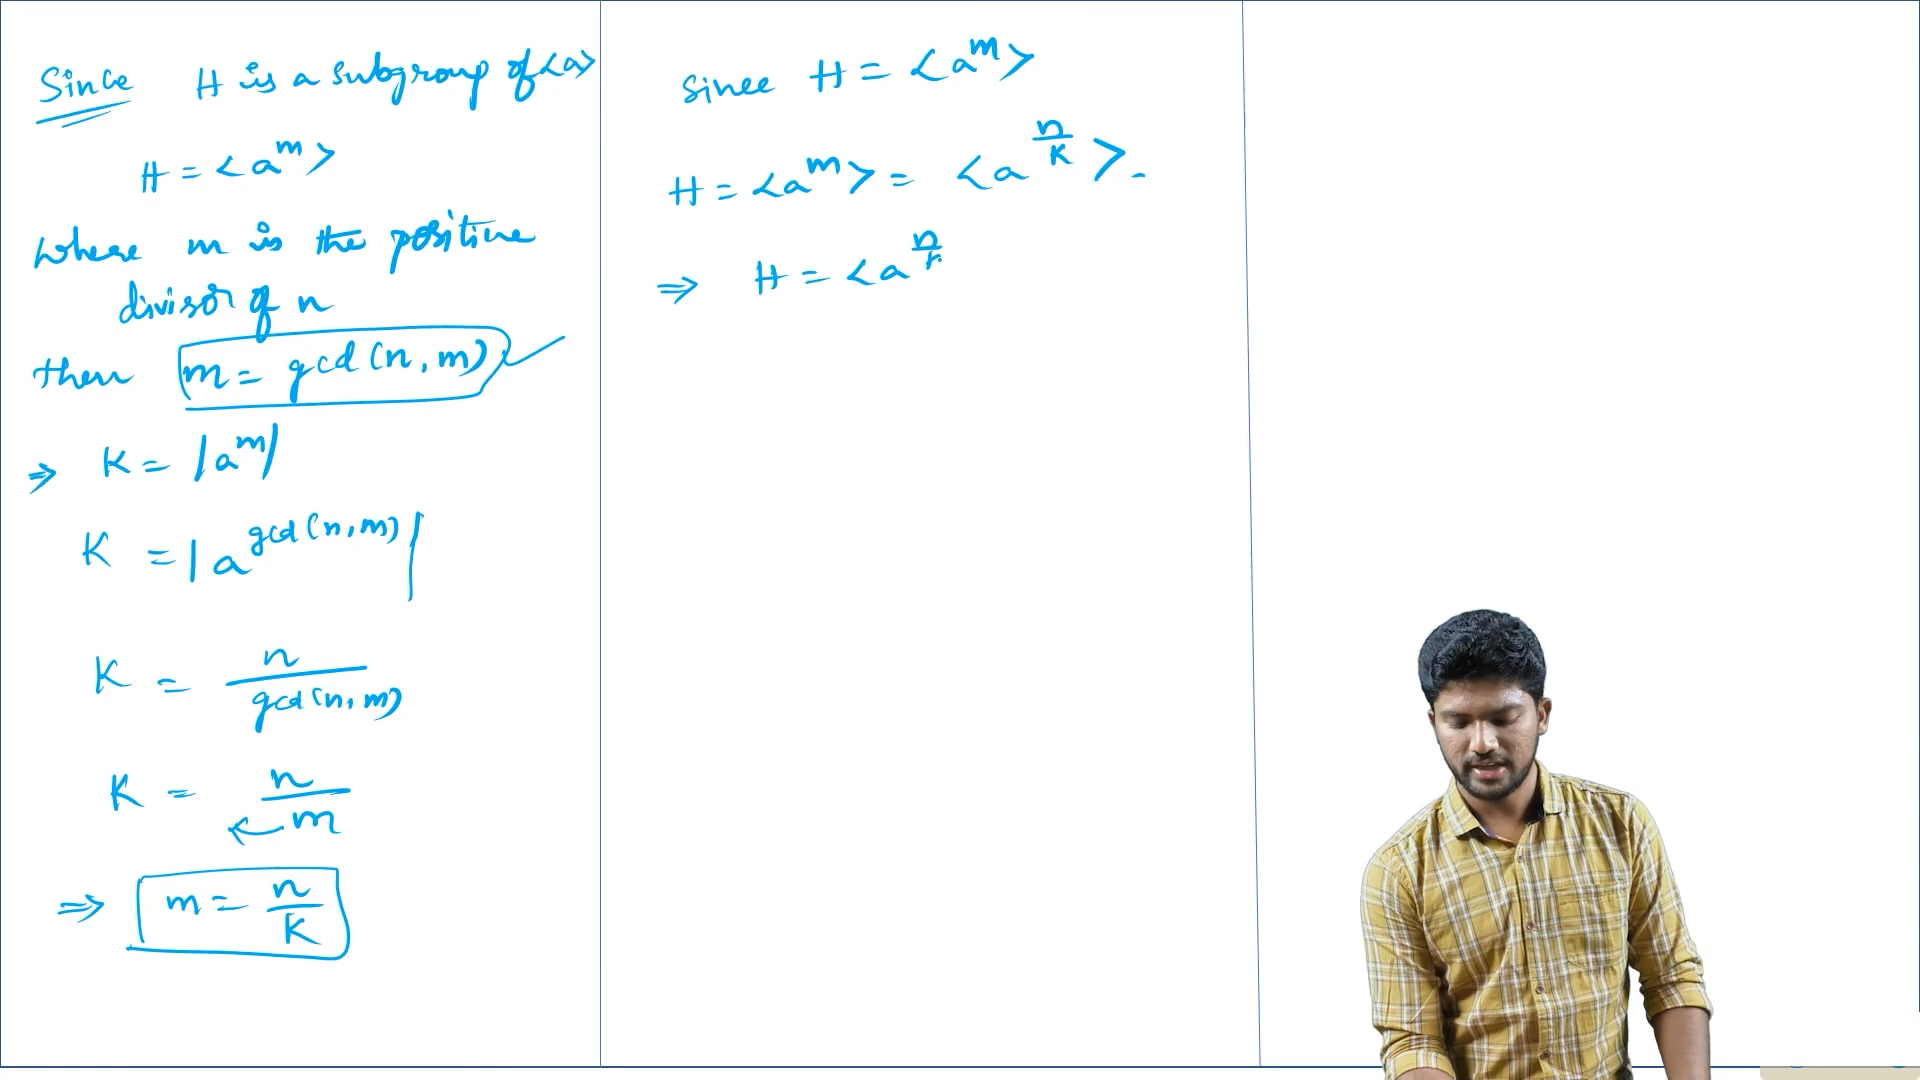 Since H is a subgroup of <a>
H = <a^m>
Where m is the positive
divisor of n
then m = gcd(n, m) ✓
⇒ K = |a^m|
K = |a^gcd(n,m)|
K = n/gcd(n,m)
K = n/m
⇒ m = n/K
Since H = <a^m>
H = <a^m> = <a^(n/K)>.
⇒ H = <a^(n/k)